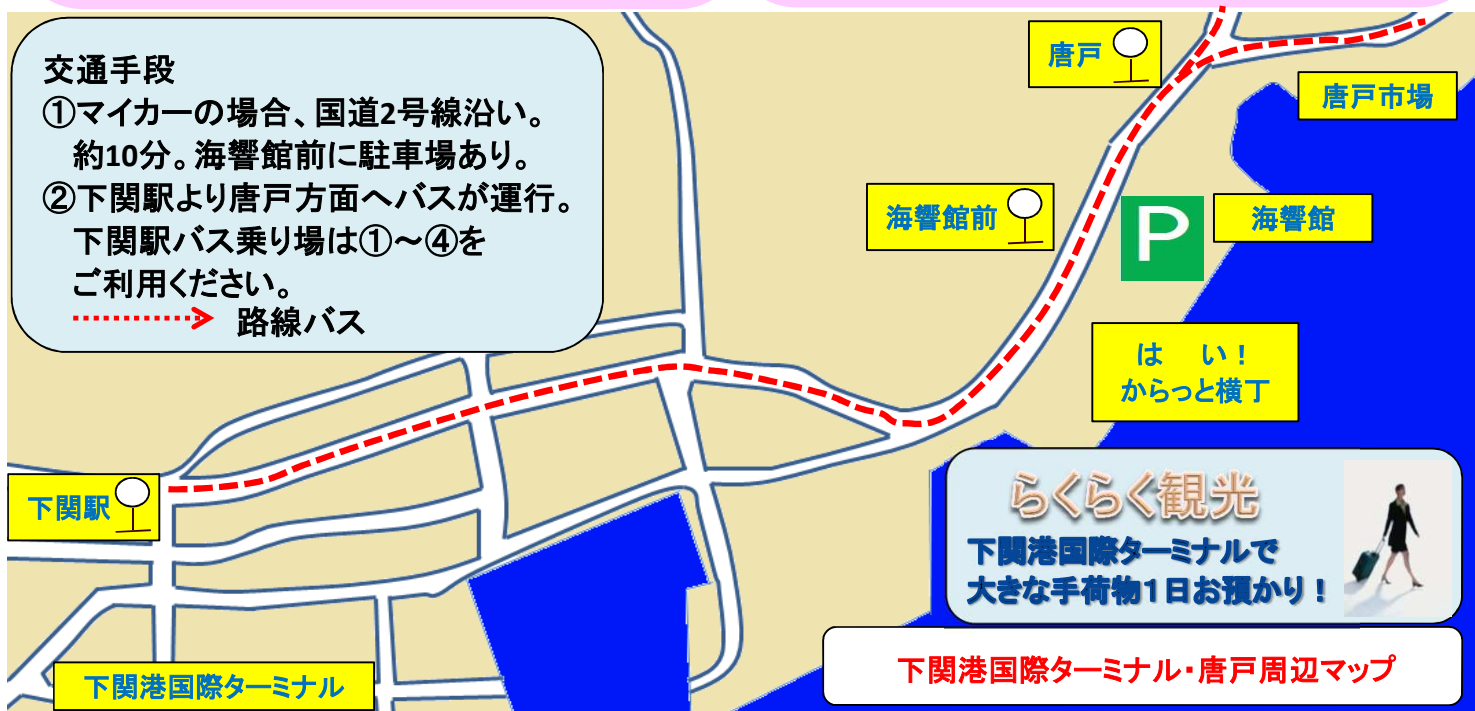 交通手段
①マイカーの場合、国道2号線沿い。
約10分。海響館前に駐車場あり。
②下関駅より唐戸方面へバスが運行。
下関駅バス乗り場は①～④を
ご利用ください。
路線バス
唐戸
唐戸市場
海響館前
P
海響館
は　い！
からっと横丁
下関駅
らくらく観光
下関港国際ターミナルで
大きな手荷物１日お預かり！
下関港国際ターミナル
下関港国際ターミナル・唐戸周辺マップ